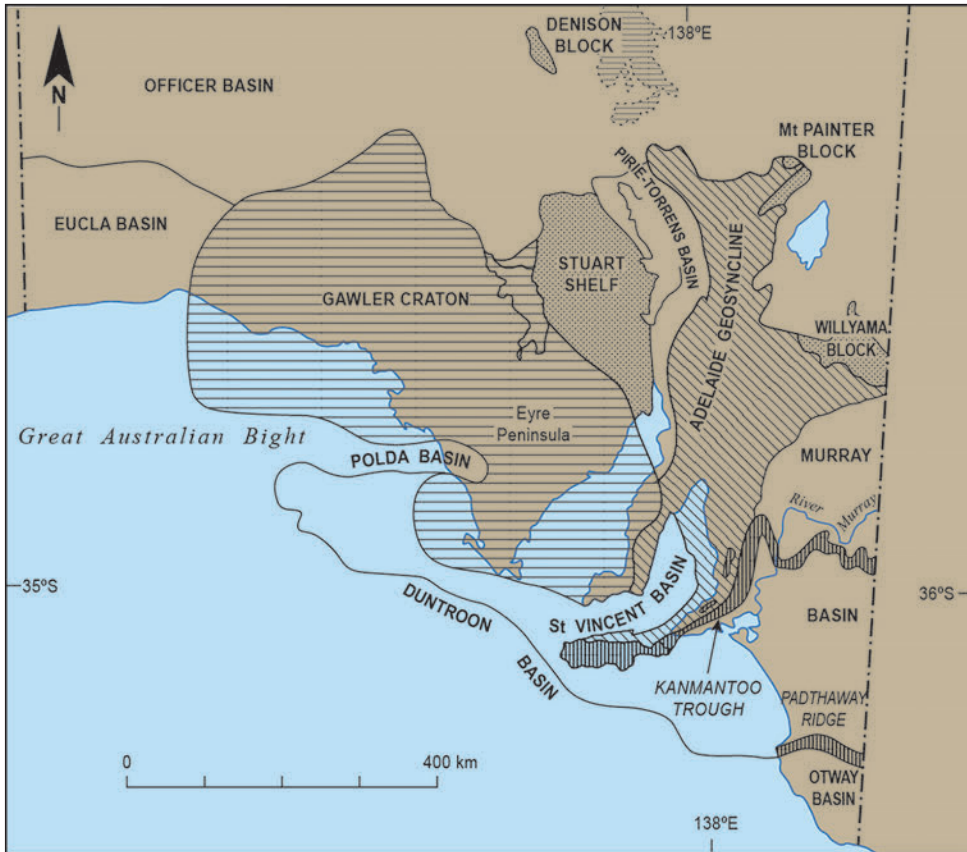 DENISON
BLOCK
138ºE
N
OFFICER BASIN
Mt PAINTER
BLOCK
PIRIE-TORRENS BASIN
EUCLA BASIN
STUART
SHELF
GAWLER CRATON
ADELAIDE GEOSYNCLINE
WILLYAMA
BLOCK
Eyre
Peninsula
Great Australian Bight
POLDA BASIN
MURRAY
River Murray
35ºS
36ºS
DUNTROON
BASIN
St VINCENT BASIN
BASIN
KANMANTOO
TROUGH
PADTHAWAY
RIDGE
0 400 km
OTWAY
BASIN
138ºE